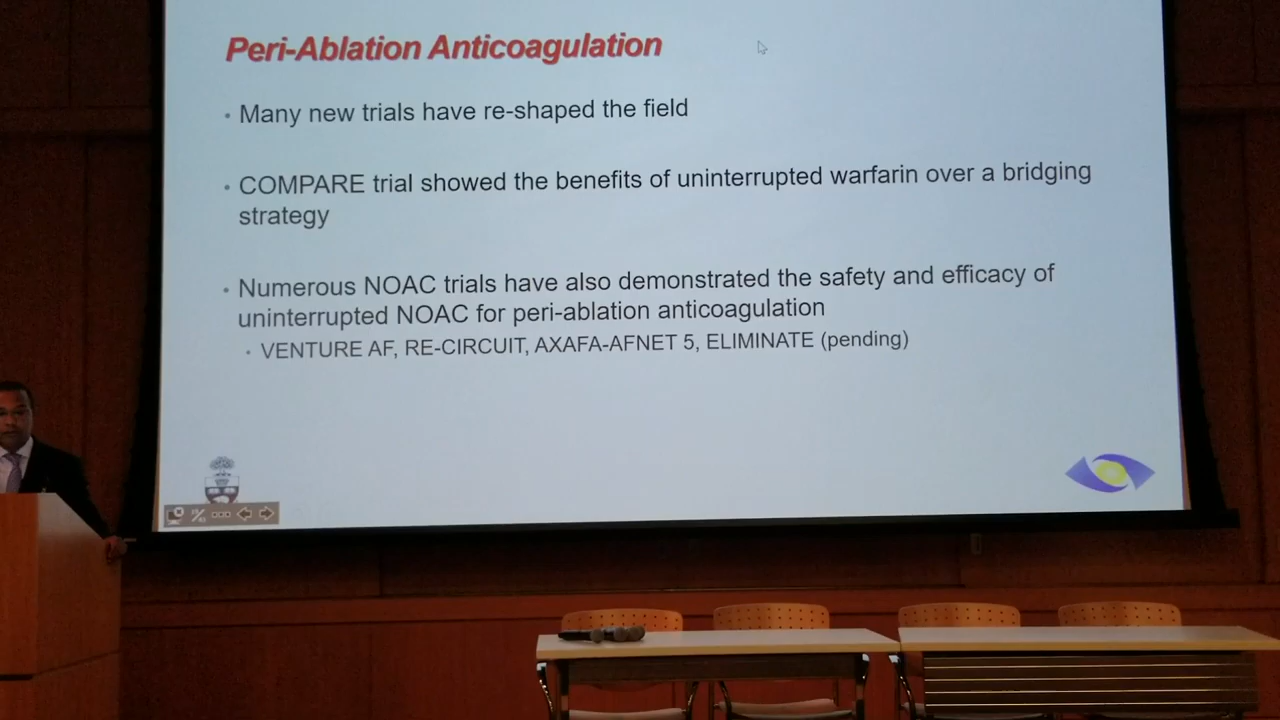 Peri-Ablation Anticoagulation
• Many new trials have re-shaped the field
• COMPARE trial showed the benefits of uninterrupted warfarin over a bridging
strategy
• Numerous NOAC trials have also demonstrated the safety and efficacy of
uninterrupted NOAC for peri-ablation anticoagulation
• VENTURE AF, RE-CIRCUIT, AXAFA-AFNET 5, ELIMINATE (pending)